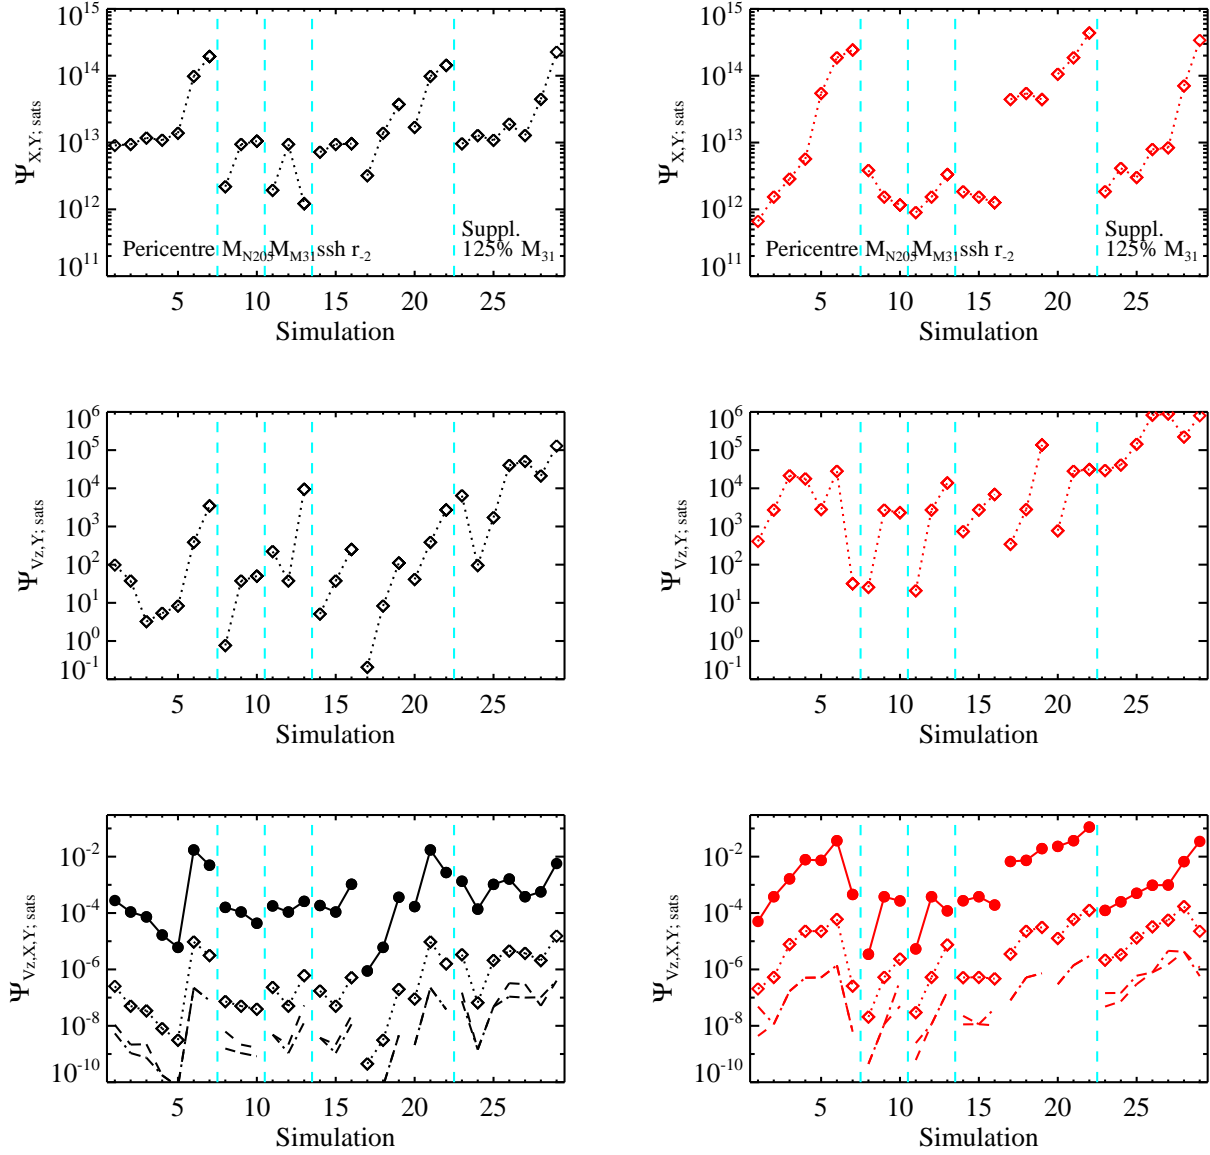 10^15
10^14
10^13
10^12
10^11
Ψ_X,Y; sats
Pericentre M_N205 M_M31 ssh r_-2
Suppl.
125% M_31
5 10 15 20 25
Simulation
10^15
10^14
10^13
10^12
10^11
Ψ_X,Y; sats
Pericentre M_N205 M_M31 ssh r_-2
Suppl.
125% M_31
5 10 15 20 25
Simulation
10^6
10^5
10^4
10^3
10^2
10^1
10^0
10^-1
Ψ_Vz,Y; sats
5 10 15 20 25
Simulation
10^6
10^5
10^4
10^3
10^2
10^1
10^0
10^-1
Ψ_Vz,Y; sats
5 10 15 20 25
Simulation
10^-2
10^-4
10^-6
10^-8
10^-10
Ψ_Vz,X,Y; sats
5 10 15 20 25
Simulation
10^-2
10^-4
10^-6
10^-8
10^-10
Ψ_Vz,X,Y; sats
5 10 15 20 25
Simulation